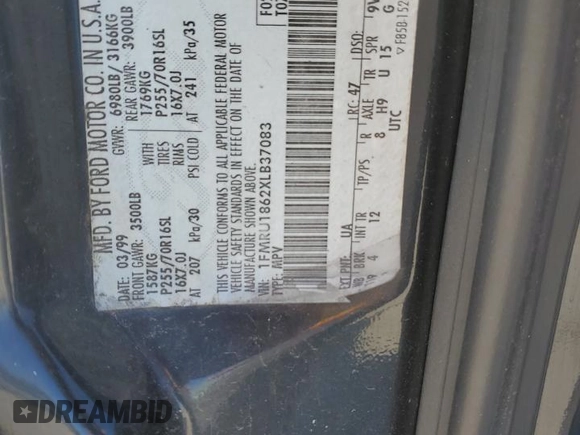 MFD. BY FORD MOTOR CO. IN U.S.A.
DATE: 03/99 GVWR: 6980LB/ 3166KG
FRONT GAWR: 3500LB REAR GAWR: 3900LB
1587KG WITH 1769KG
P255/70R16SL TIRES P255/70R16SL
16X7.0J RIMS 16X7.0J
AT 207 kPa/30 PSI COLD AT 241 kPa/35
THIS VEHICLE CONFORMS TO ALL APPLICABLE FEDERAL MOTOR
VEHICLE SAFETY STANDARDS IN EFFECT ON THE DATE OF
MANUFACTURE SHOWN ABOVE.
VIN: 1FMRU1862XLB37083
TYPE: MPV
EXT PNT: UA RC: 47 DSO:
WB BRK INT TR TP/PS R AXLE TR SPR
4 12 8 H9 U 15
UTC
▽F85B152
DREAMBID